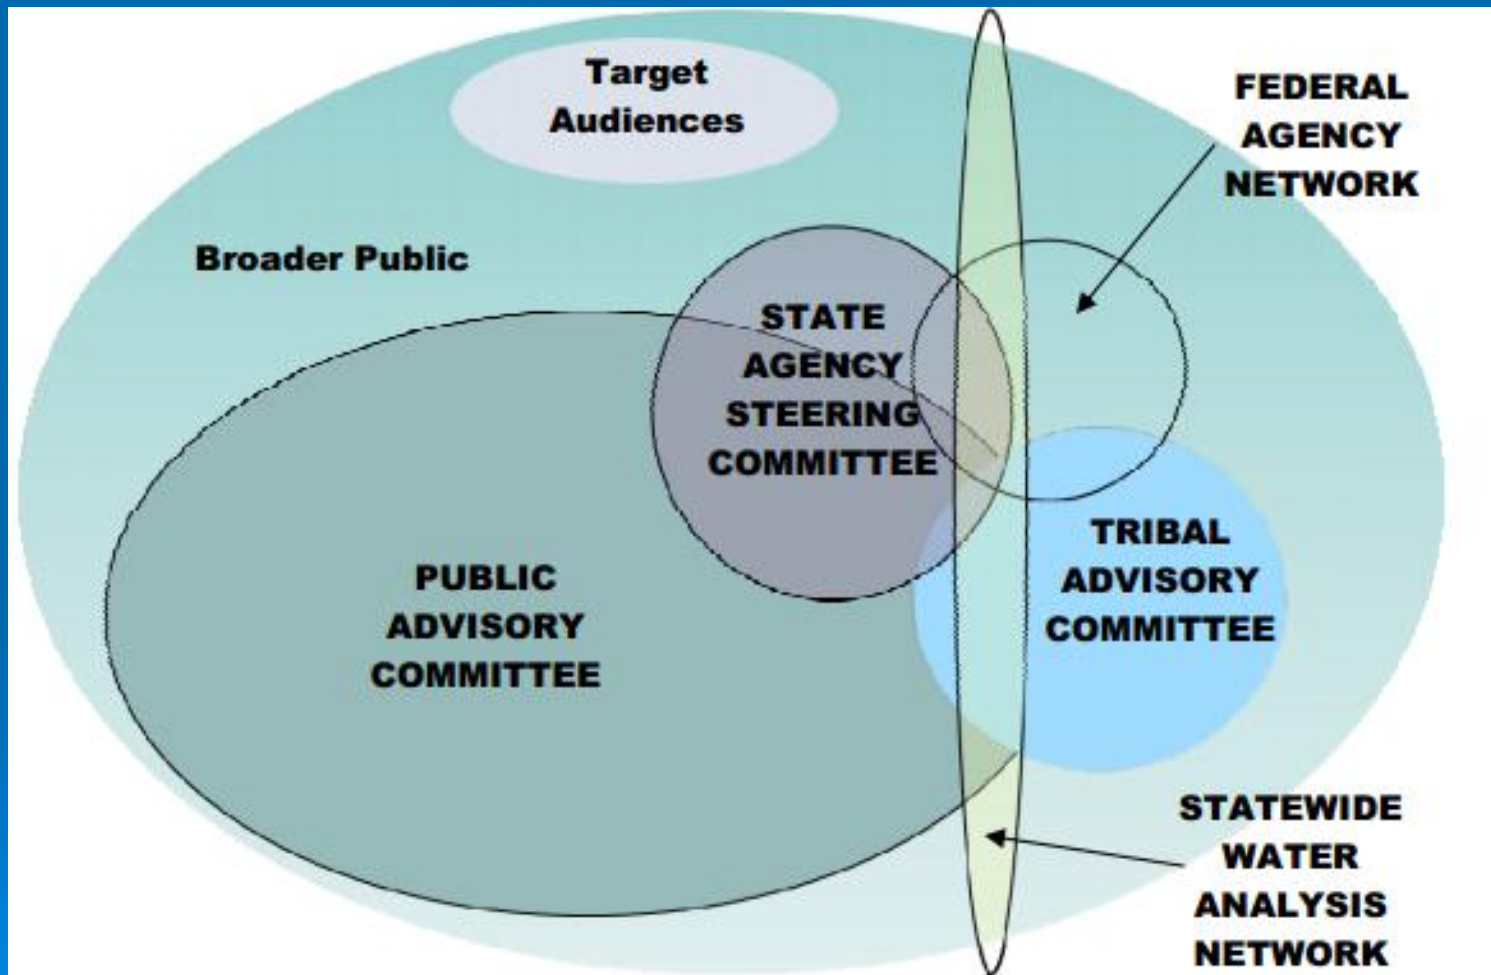 Target
Audiences
FEDERAL
AGENCY
NETWORK
Broader Public
STATE
AGENCY
STEERING
COMMITTEE
TRIBAL
ADVISORY
COMMITTEE
PUBLIC
ADVISORY
COMMITTEE
STATEWIDE
WATER
ANALYSIS
NETWORK